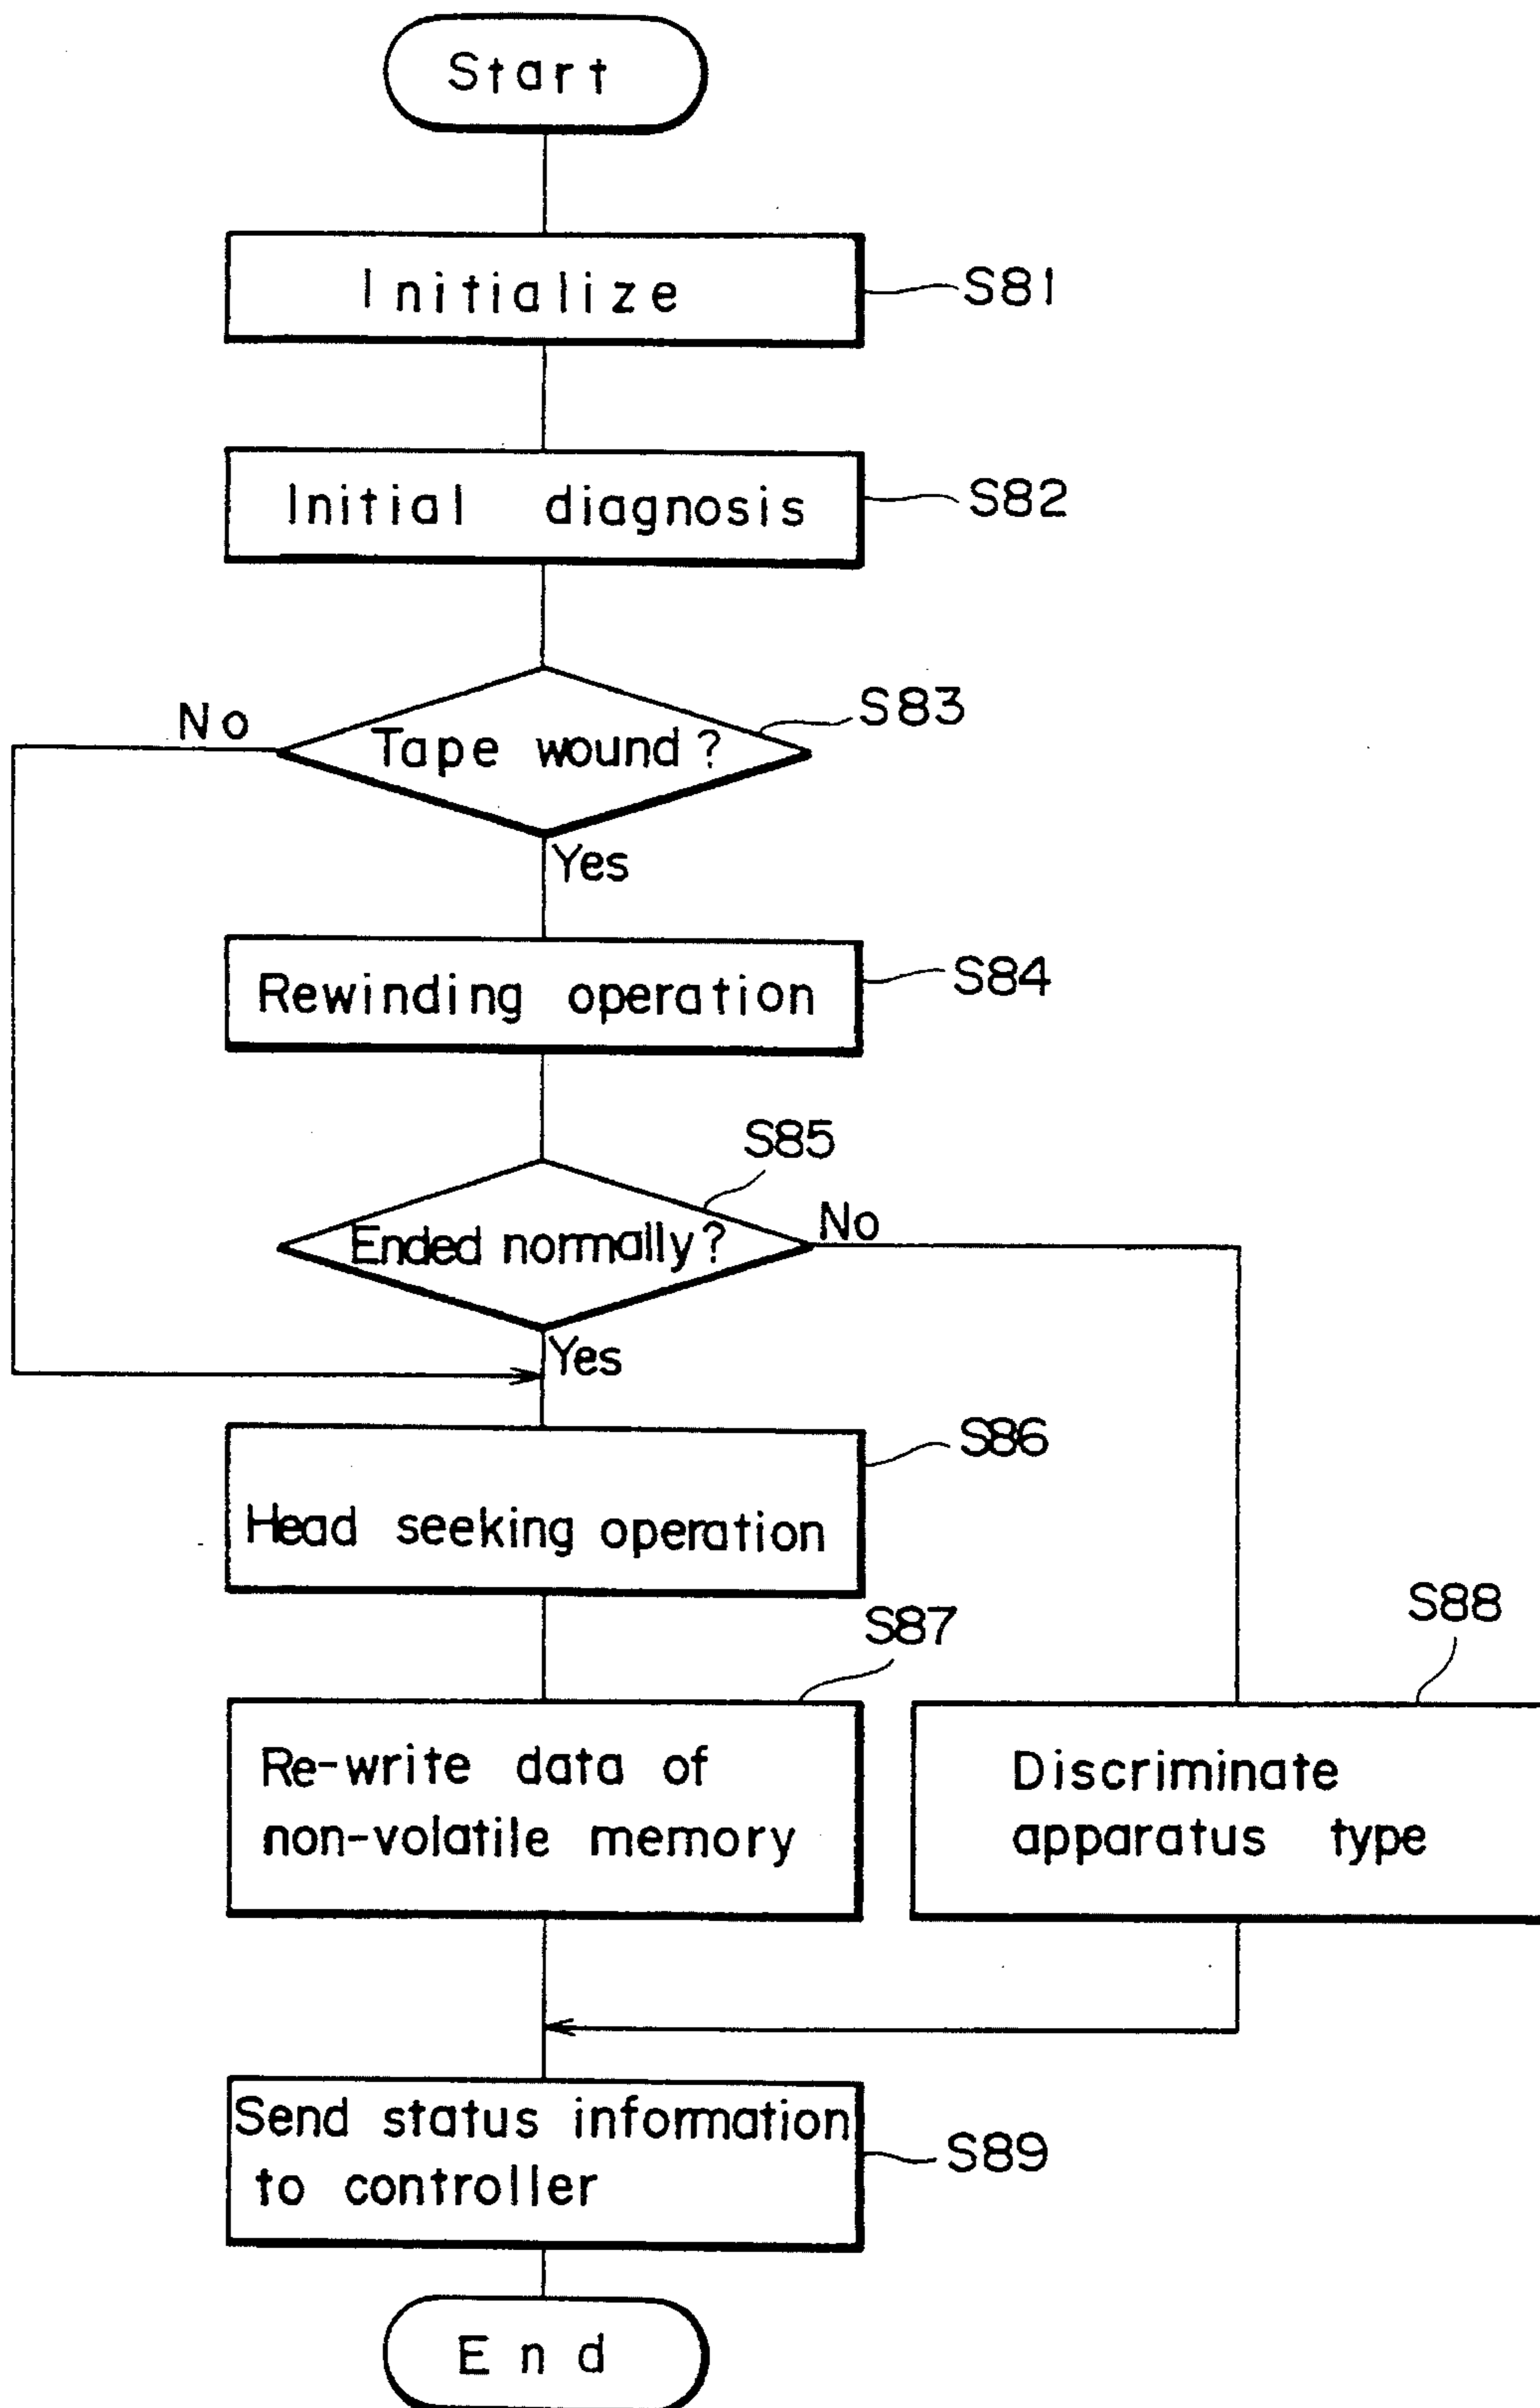 Start
Initialize
S81
Initial diagnosis
S82
S83
No
Tape wound?
Yes
Rewinding operation
S84
S85
Ended normally?
No
Yes
S86
Head seeking operation
S87
S88
Re-write data of
non-volatile memory
Discriminate
apparatus type
Send status information
to controller
S89
End